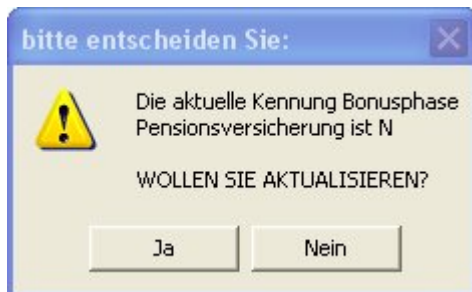 bitte entscheiden Sie:
Die aktuelle Kennung Bonusphase
Pensionsversicherung ist N
WOLLEN SIE AKTUALISIEREN?
Ja
Nein